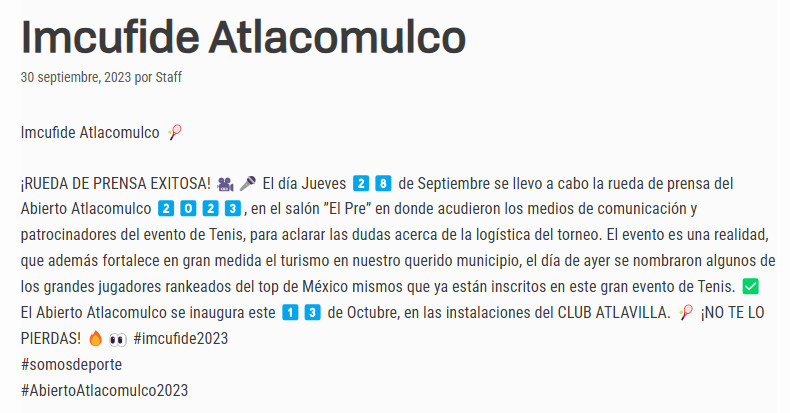 Imcufide Atlacomulco
30 septiembre, 2023 por Staff
Imcufide Atlacomulco 🎾
¡RUEDA DE PRENSA EXITOSA! 🎥 🎤 El día Jueves 2️⃣ 8️⃣ de Septiembre se llevo a cabo la rueda de prensa del
Abierto Atlacomulco 2️⃣ 0️⃣ 2️⃣ 3️⃣, en el salón ”El Pre” en donde acudieron los medios de comunicación y
patrocinadores del evento de Tenis, para aclarar las dudas acerca de la logística del torneo. El evento es una realidad,
que además fortalece en gran medida el turismo en nuestro querido municipio, el día de ayer se nombraron algunos de
los grandes jugadores rankeados del top de México mismos que ya están inscritos en este gran evento de Tenis. ✅
El Abierto Atlacomulco se inaugura este 1️⃣ 3️⃣ de Octubre, en las instalaciones del CLUB ATLAVILLA. 🎾 ¡NO TE LO
PIERDAS! 🔥 👀 #imcufide2023
#somosdeporte
#AbiertoAtlacomulco2023